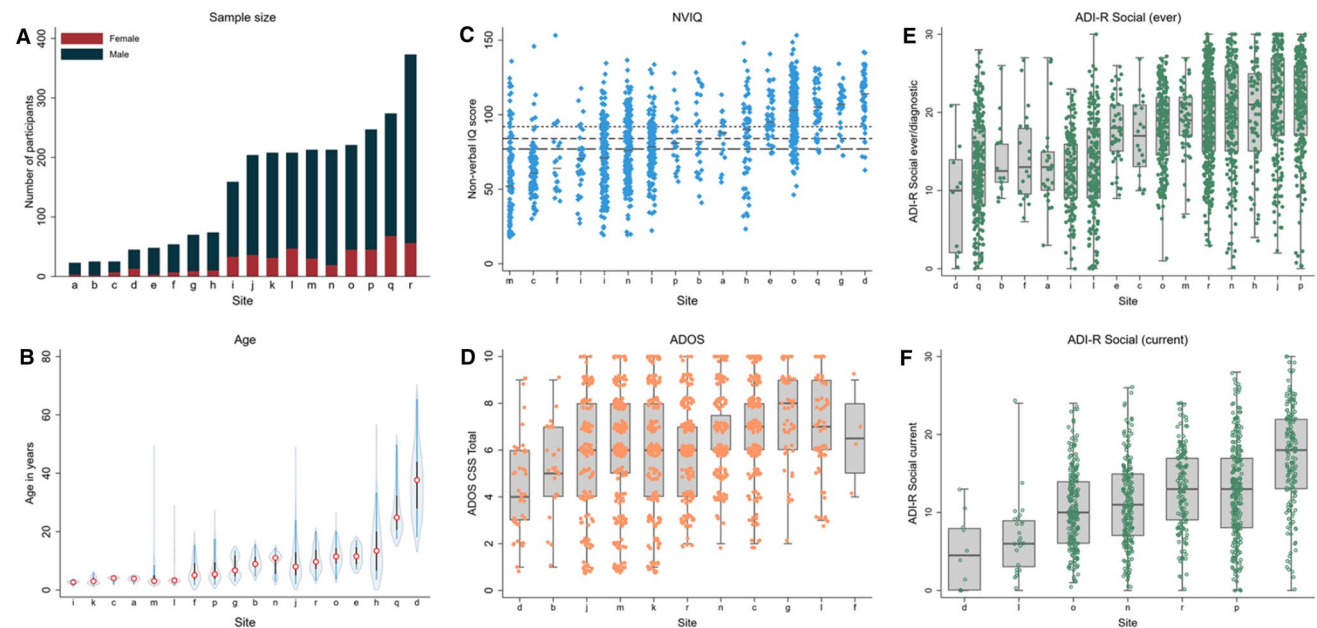 A
Sample size
Female
Male
Number of participants
400
300
200
100
0
a b c d e f g h i j k l m n o p q r
Site
B
Age
Age in years
80
60
40
20
0
i k c a m l f p g b n j r o e h q d
Site
C
NVIQ
Non-verbal IQ score
150
100
50
0
m c f i i n l p b a h e o q g d
Site
D
ADOS
ADOS CSS Total
10
8
6
4
2
0
d b j m k r n c g l f
Site
E
ADI-R Social (ever)
ADI-R Social ever/diagnostic
30
20
10
0
d q b f a i l e c o m r n h j p
Site
F
ADI-R Social (current)
ADI-R Social current
30
20
10
0
d l o n r p
Site